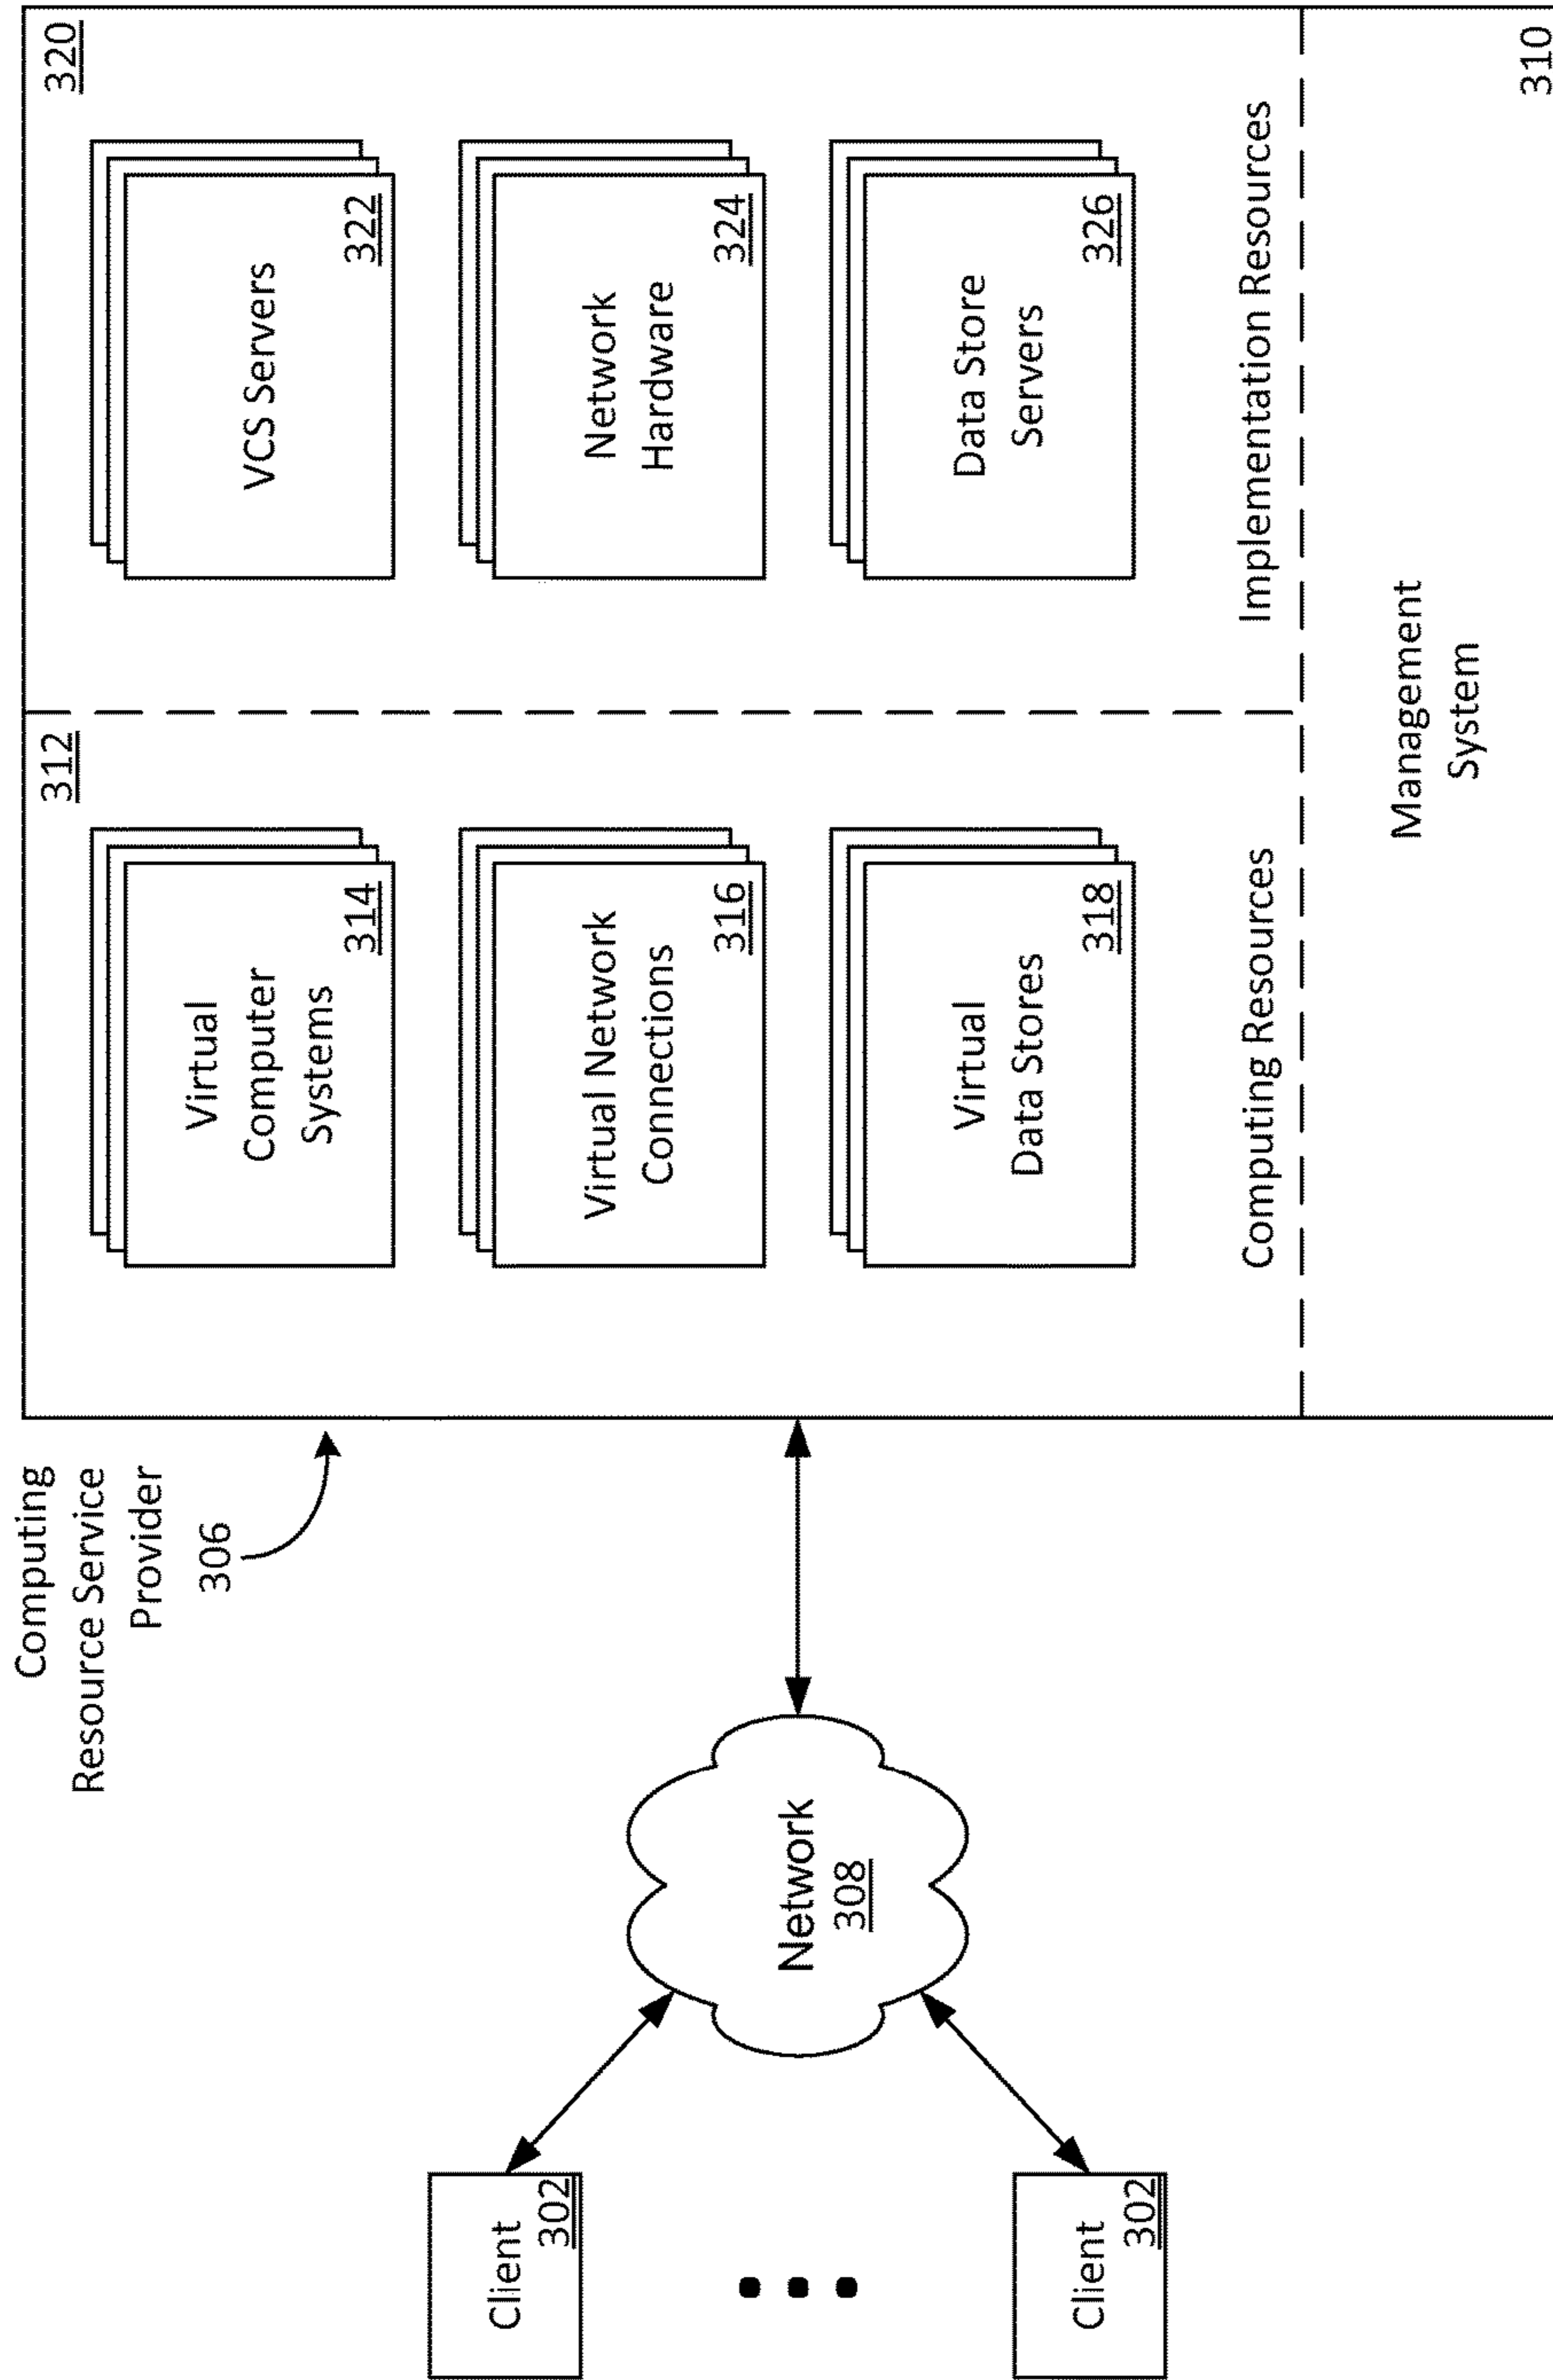 Computing
Resource Service
Provider
306
Client
302
Client
302
Network
308
312
Virtual
Computer
Systems
314
Virtual Network
Connections
316
Virtual
Data Stores
318
Computing Resources
320
VCS Servers
322
Network
Hardware
324
Data Store
Servers
326
Implementation Resources
Management
System
310